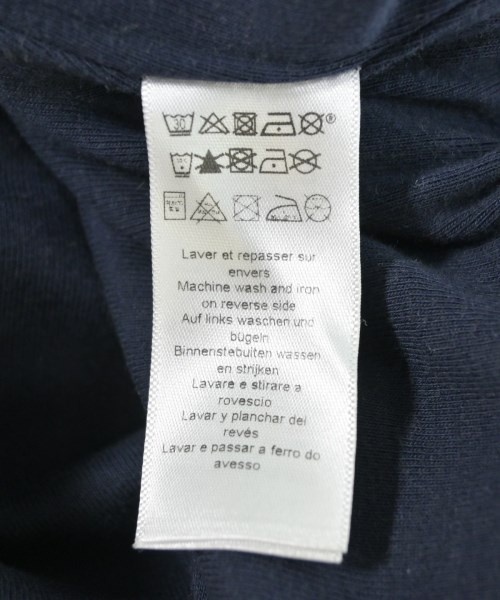 30
®
Laver et repasser sur
envers
Machine wash and iron
on reverse side
Auf links waschen und
bügeln
Binnenstebuiten wassen
en strijken
Lavare e stirare a
rovescio
Lavar y planchar del
revés
Lavar e passar a ferro do
avesso